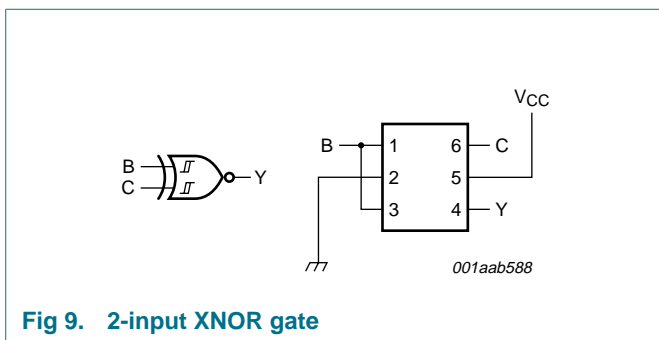 VCC
B 1 6 C
B
C
Y
2 5
3 4 Y
001aab588
Fig 9. 2-input XNOR gate